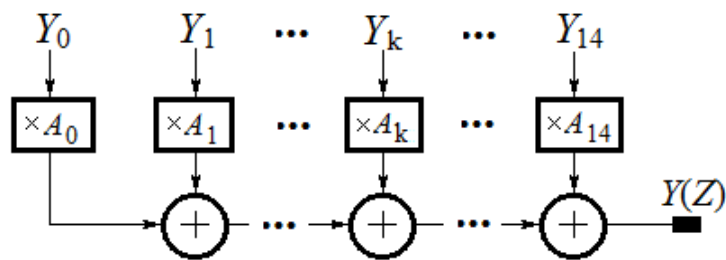 Y₀ Y₁ ••• Yₖ ••• Y₁₄
×A₀ ×A₁ ••• ×Aₖ ••• ×A₁₄
Y(Z)
+ ••• + ••• +